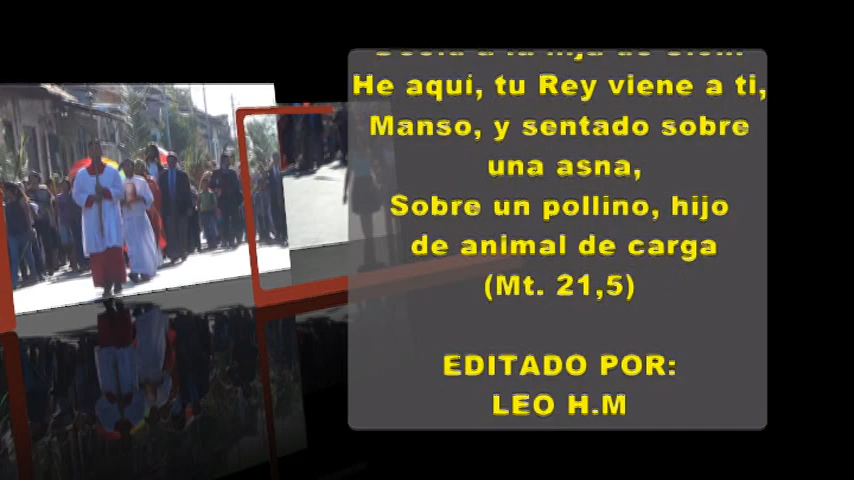 He aquí, tu Rey viene a ti,
Manso, y sentado sobre
una asna,
Sobre un pollino, hijo
de animal de carga
(Mt. 21,5)
EDITADO POR:
LEO H.M